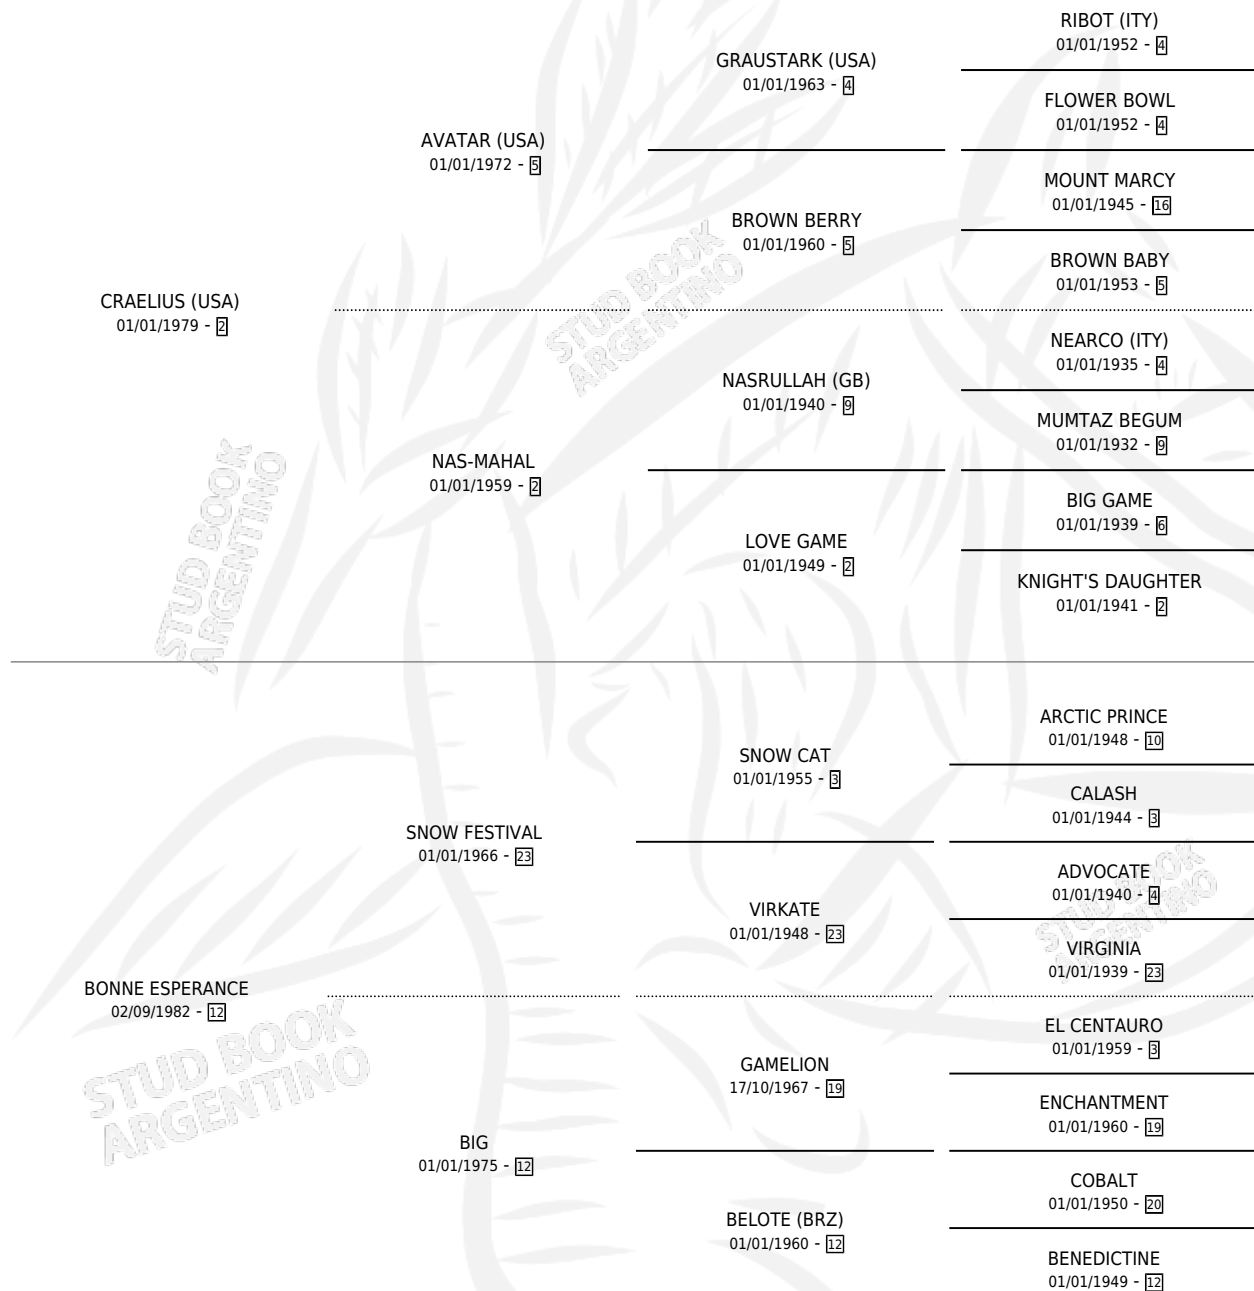 RIBOT (ITY)
01/01/1952 - 4
GRAUSTARK (USA)
01/01/1963 - 4
FLOWER BOWL
01/01/1952 - 4
AVATAR (USA)
01/01/1972 - 5
MOUNT MARCY
01/01/1945 - 16
BROWN BERRY
01/01/1960 - 5
BROWN BABY
01/01/1953 - 5
CRAELIUS (USA)
01/01/1979 - 2
NEARCO (ITY)
01/01/1935 - 4
NASRULLAH (GB)
01/01/1940 - 9
MUMTAZ BEGUM
01/01/1932 - 9
NAS-MAHAL
01/01/1959 - 2
BIG GAME
01/01/1939 - 6
LOVE GAME
01/01/1949 - 2
KNIGHT'S DAUGHTER
01/01/1941 - 2
ARCTIC PRINCE
01/01/1948 - 10
SNOW CAT
01/01/1955 - 3
CALASH
01/01/1944 - 3
SNOW FESTIVAL
01/01/1966 - 23
ADVOCATE
01/01/1940 - 4
VIRKATE
01/01/1948 - 23
VIRGINIA
01/01/1939 - 23
BONNE ESPERANCE
02/09/1982 - 12
EL CENTAURO
01/01/1959 - 3
GAMELION
17/10/1967 - 19
ENCHANTMENT
01/01/1960 - 19
BIG
01/01/1975 - 12
COBALT
01/01/1950 - 20
BELOTE (BRZ)
01/01/1960 - 12
BENEDICTINE
01/01/1949 - 12
STUD BOOK
ARGENTINO
STUD BOOK
ARGENTINO
STUD BOOK
ARGENTINO
STUD BOOK
ARGENTINO